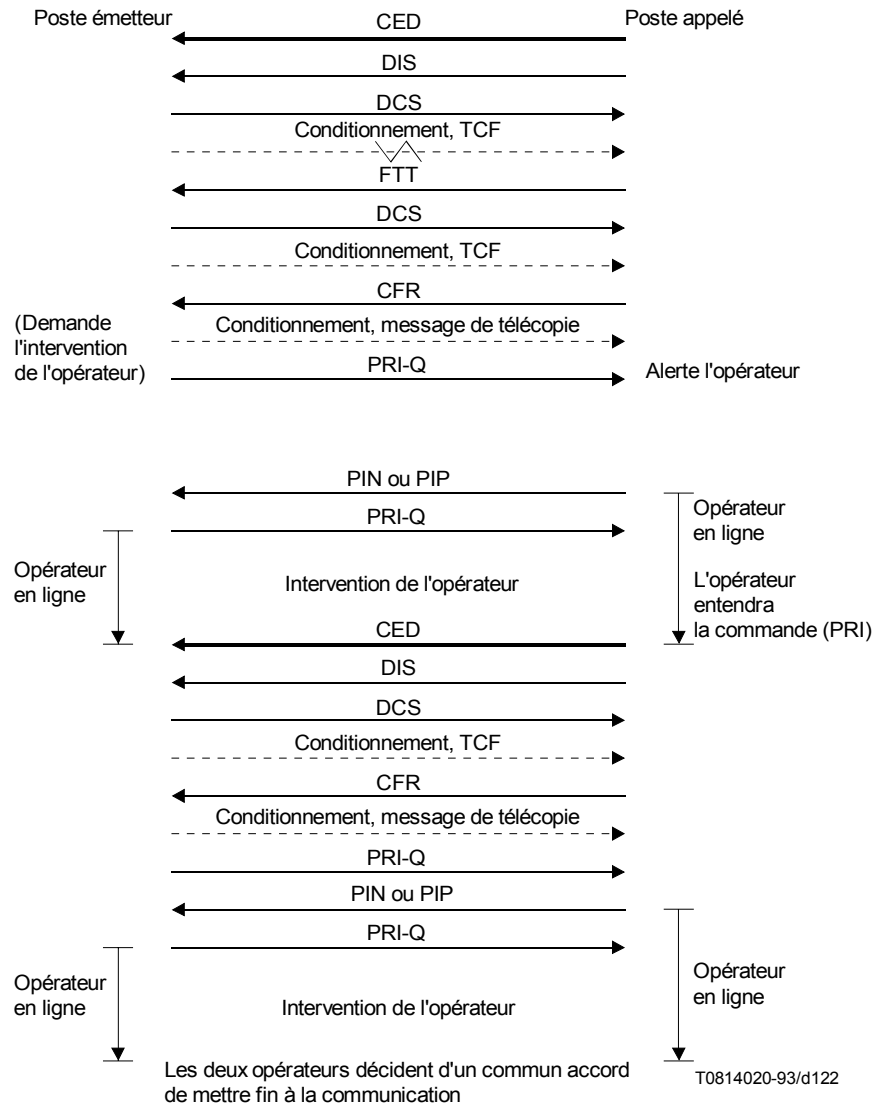 Poste émetteur
CED
Poste appelé
DIS
DCS
Conditionnement, TCF
FTT
DCS
Conditionnement, TCF
CFR
(Demande
l'intervention
de l'opérateur)
Conditionnement, message de télécopie
PRI-Q
Alerte l'opérateur
PIN ou PIP
PRI-Q
Opérateur
en ligne
Opérateur
en ligne
Intervention de l'opérateur
L'opérateur
entendra
la commande (PRI)
CED
DIS
DCS
Conditionnement, TCF
CFR
Conditionnement, message de télécopie
PRI-Q
PIN ou PIP
PRI-Q
Opérateur
en ligne
Intervention de l'opérateur
Opérateur
en ligne
Les deux opérateurs décident d'un commun accord
de mettre fin à la communication
T0814020-93/d122